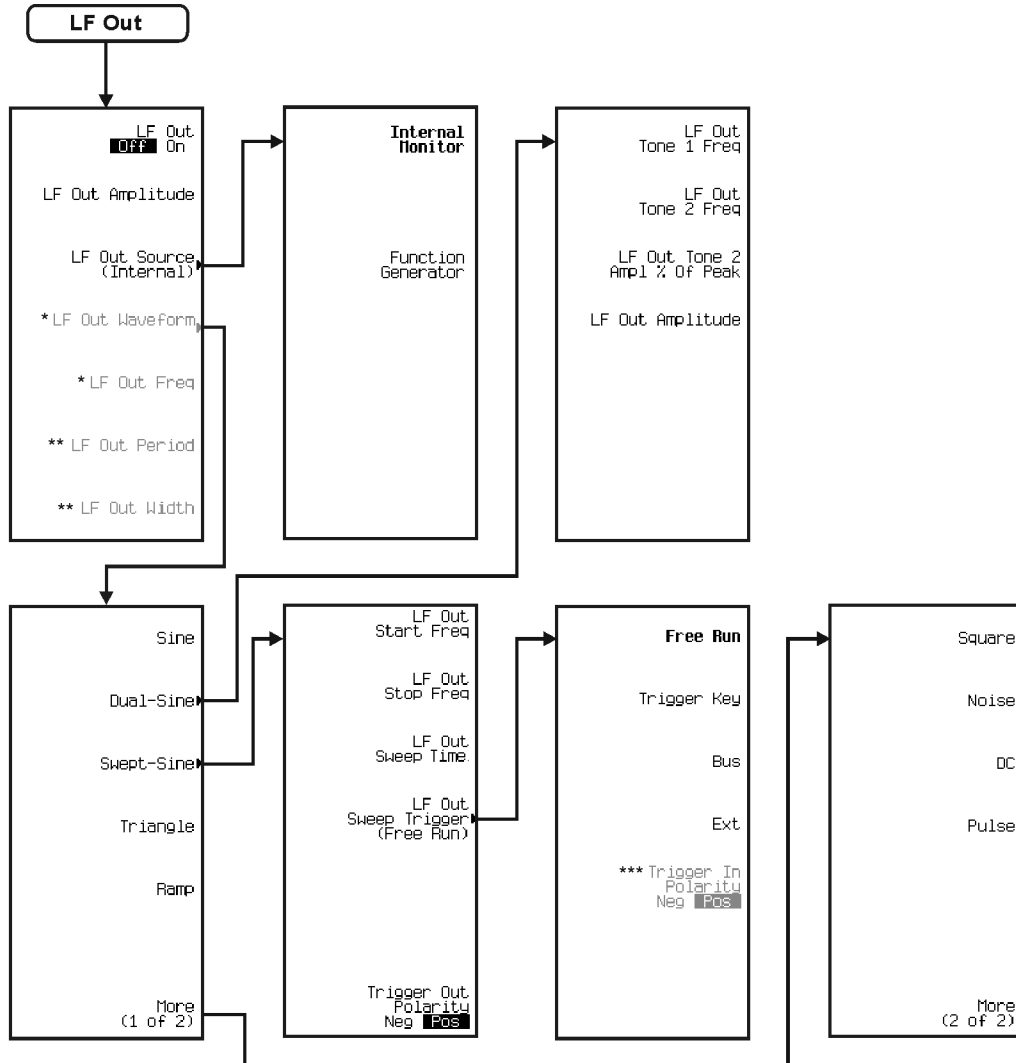 LF Out
LF Out
Off On
LF Out Amplitude
LF Out Source
(Internal)
*LF Out Waveform
*LF Out Freq
** LF Out Period
** LF Out Width
Internal
Monitor
Function
Generator
LF Out
Tone 1 Freq
LF Out
Tone 2 Freq
LF Out Tone 2
Ampl % Of Peak
LF Out Amplitude
Sine
Dual-Sine
Swept-Sine
Triangle
Ramp
More
(1 of 2)
LF Out
Start Freq
LF Out
Stop Freq
LF Out
Sweep Time
LF Out
Sweep Trigger
(Free Run)
Trigger Out
Polarity
Neg Pos
Free Run
Trigger Key
Bus
Ext
***Trigger In
Polarity
Neg Pos
Square
Noise
DC
Pulse
More
(2 of 2)